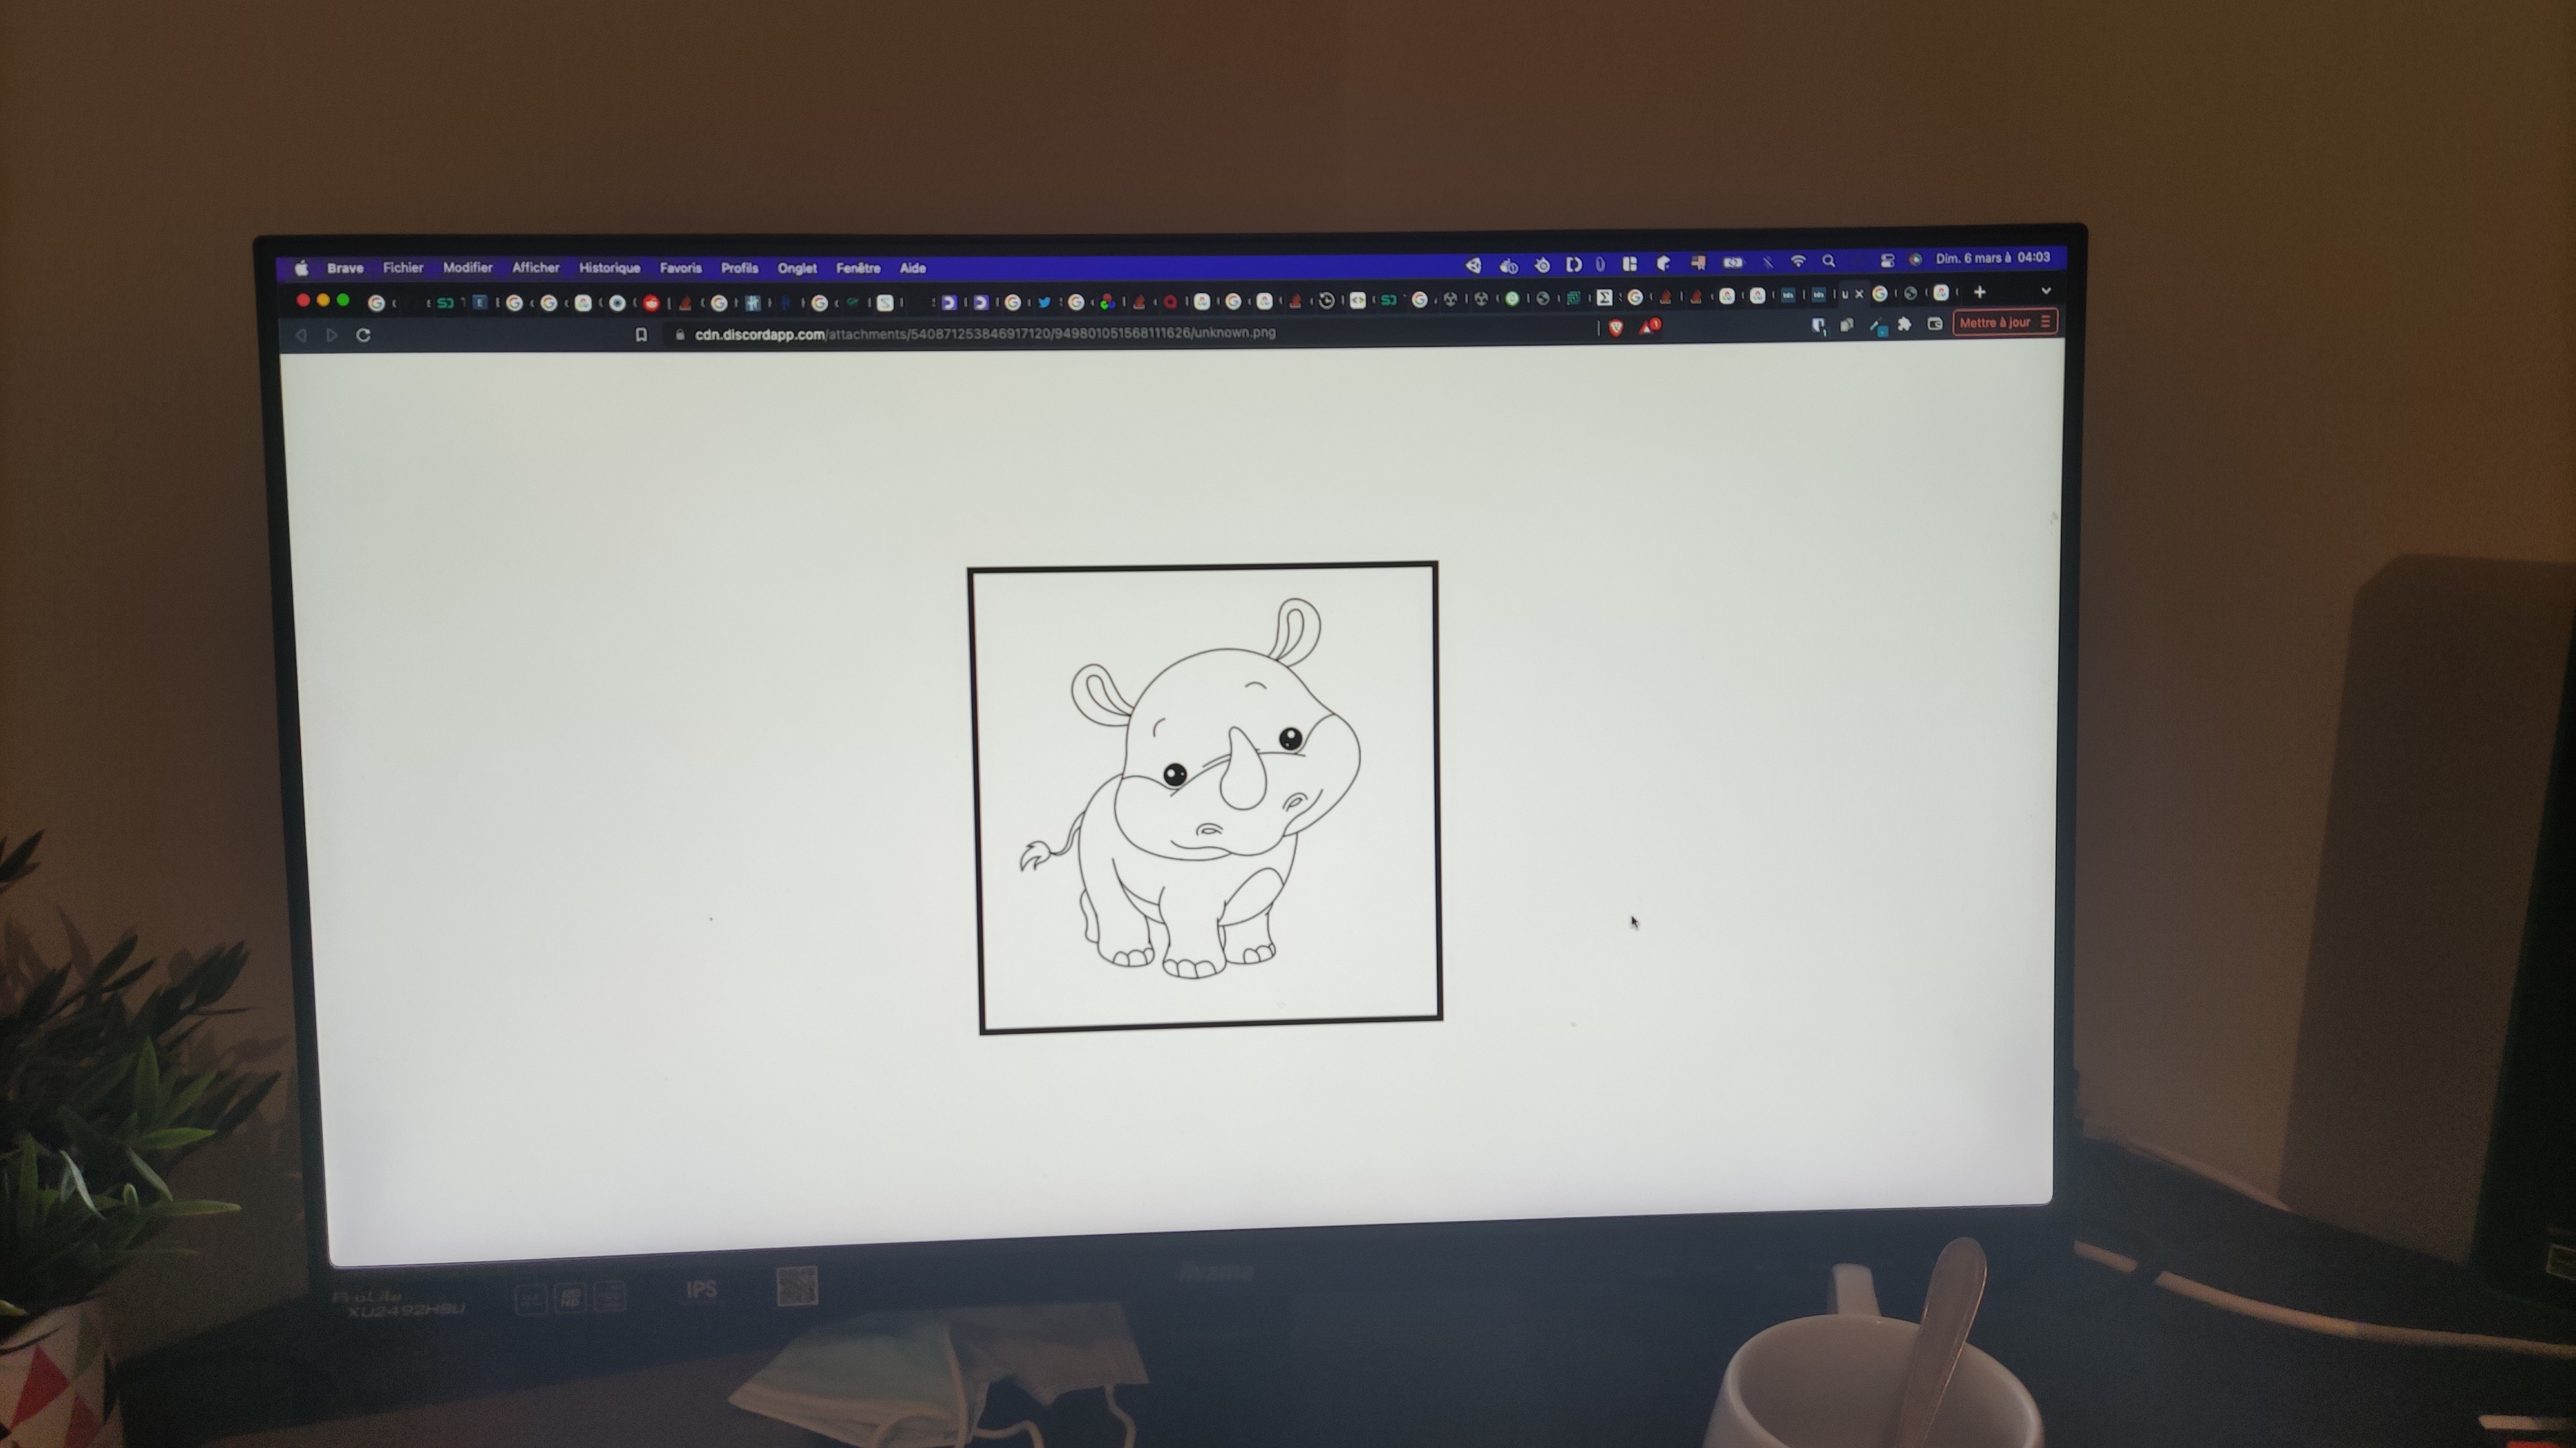 Brave Fichier Modifier Afficher Historique Favoris Profils Onglet Fenêtre Aide Dim. 6 mars à 04:03
cdn.discordapp.com/attachments/540871253846917120/949801051568111626/unknown.png Mettre à jour
ProLite
XU2492HSU
IPS
iiyama